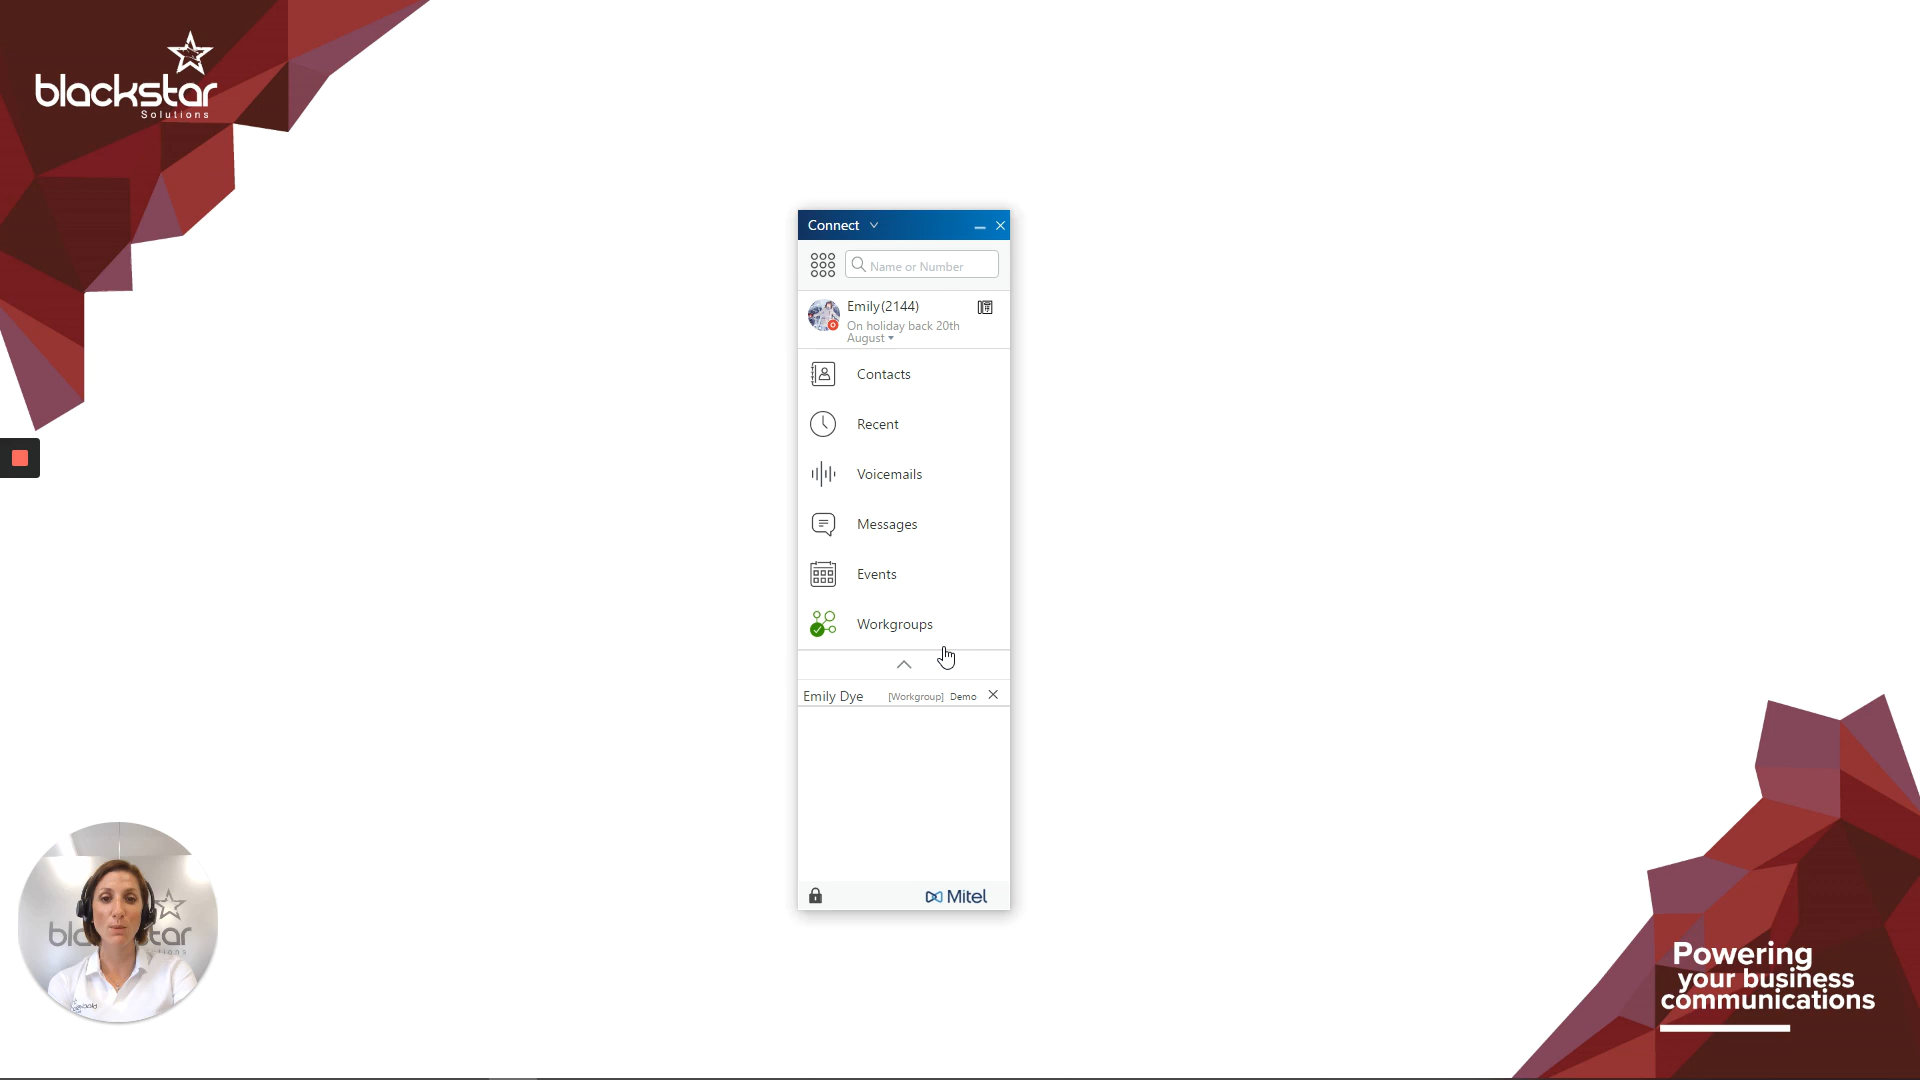 blackstar
Solutions
Connect
Name or Number
Emily(2144)
On holiday back 20th
August
Contacts
Recent
Voicemails
Messages
Events
Workgroups
Emily Dye [Workgroup] Demo
Mitel
Powering
your business
communications